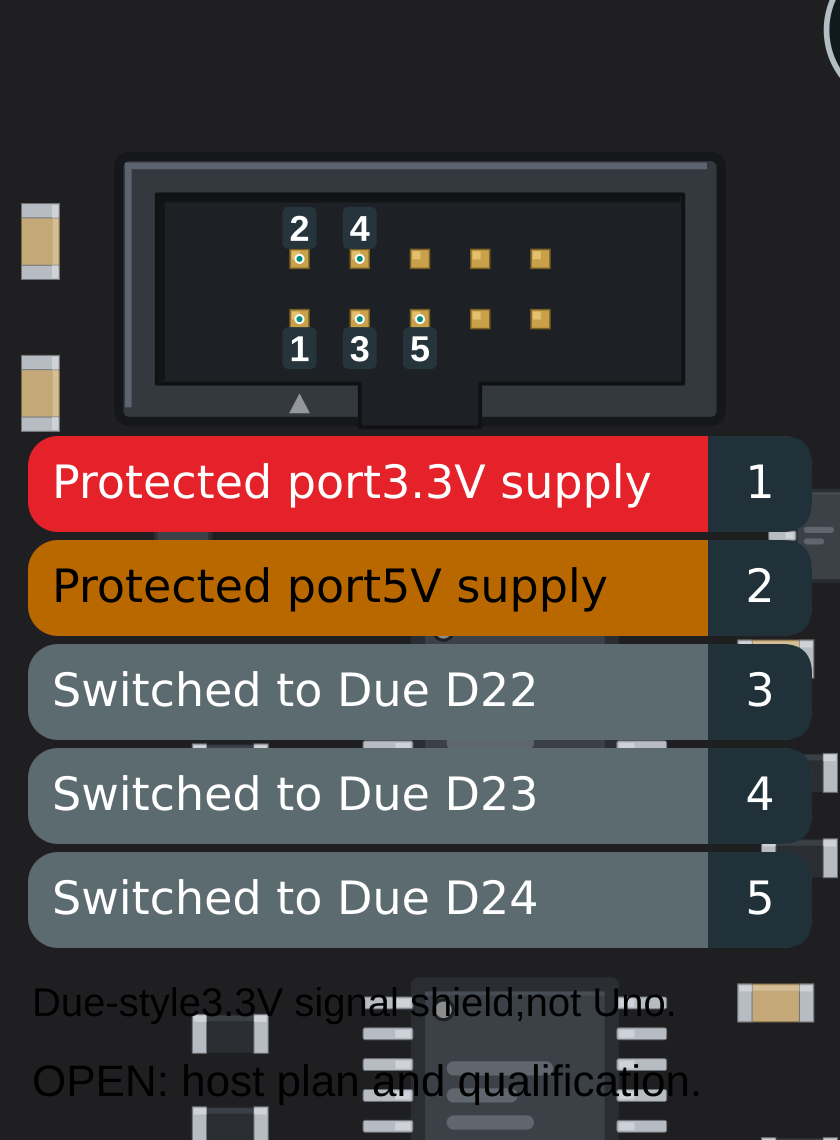 2 4
1 3 5
Protected port3.3V supply 1
Protected port5V supply 2
Switched to Due D22 3
Switched to Due D23 4
Switched to Due D24 5
Due-style3.3V signal shield;not Uno.
OPEN: host plan and qualification.